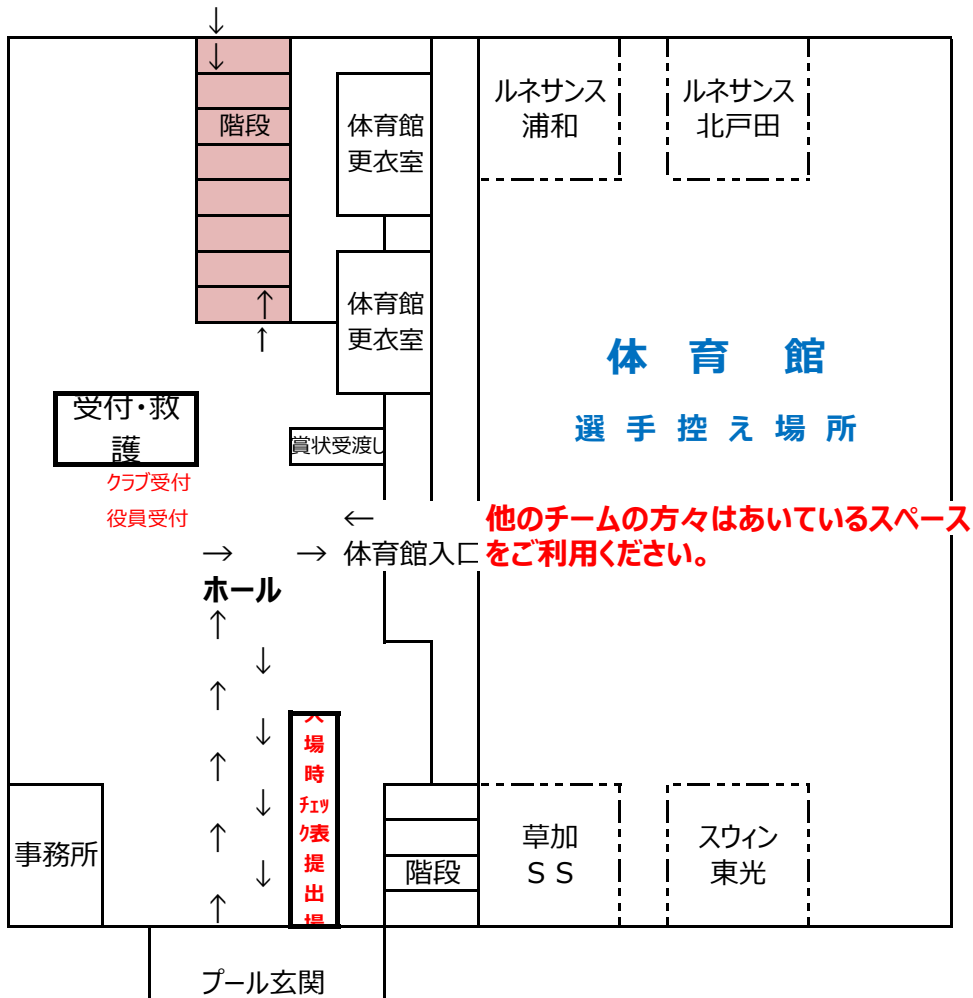 ↓
↓
階段
体育館
更衣室
ルネサンス
浦和
ルネサンス
北戸田
↑
↑
体育館
更衣室
体 育 館
選 手 控 え 場 所
受付・救
護
クラブ受付
役員受付
賞状受渡し
←
→ → 体育館入口
他のチームの方々はあいているスペース
をご利用ください。
ホール
↑
↓
↑
↓
↑
↓
↑
↓
↑
場
時
チェッ
ク表
提
出
場
事務所
階段
草加
ＳＳ
スウィン
東光
プール玄関